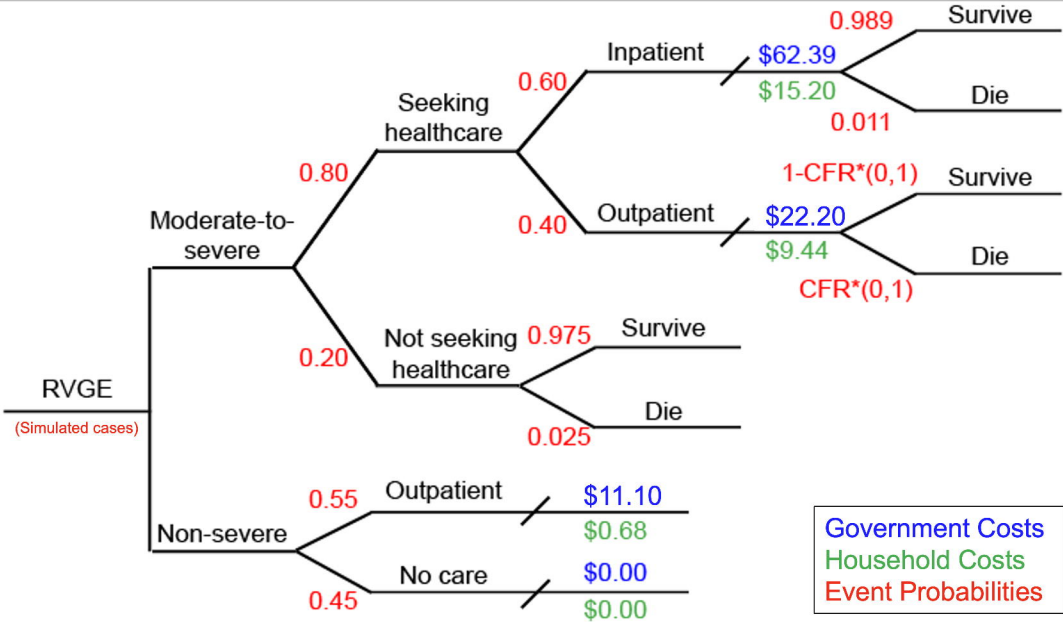 0.989
Survive
Inpatient
$62.39
0.60
$15.20
Die
0.011
Seeking
healthcare
0.80
1-CFR*(0,1)
Survive
Outpatient
$22.20
0.40
$9.44
Die
CFR*(0,1)
Moderate-to-
severe
Not seeking
healthcare
0.975
Survive
0.20
Die
0.025
RVGE
(Simulated cases)
0.55
Outpatient
$11.10
$0.68
Non-severe
No care
$0.00
0.45
$0.00
Government Costs
Household Costs
Event Probabilities